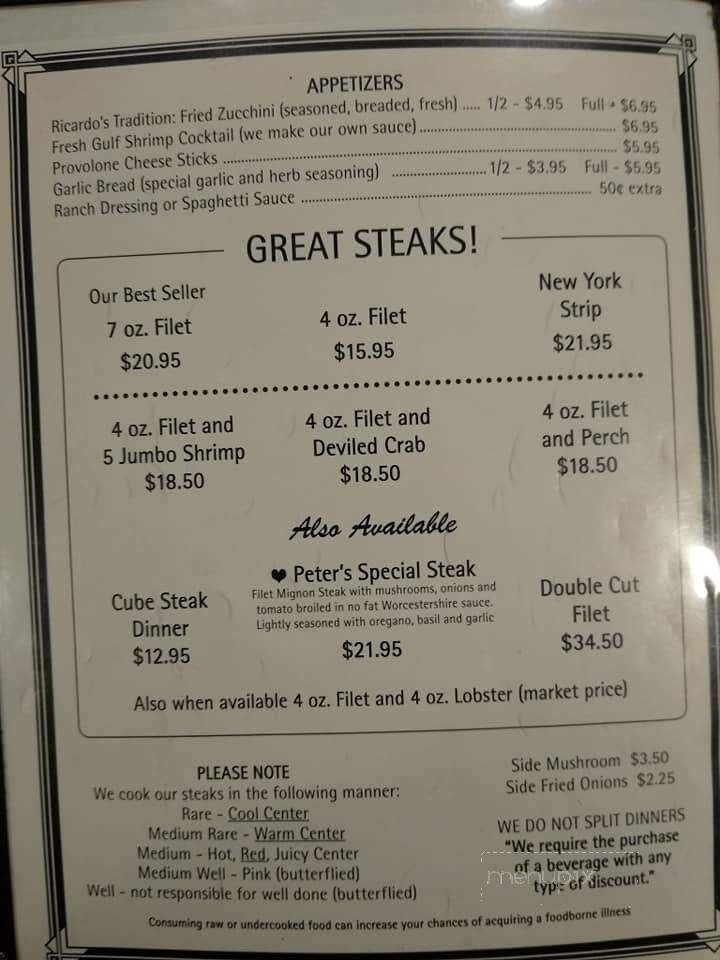 APPETIZERS
Ricardo's Tradition: Fried Zucchini (seasoned, breaded, fresh) ..... 1/2 - $4.95 Full • $6.95
Fresh Gulf Shrimp Cocktail (we make our own sauce) ..... $6.95
Provolone Cheese Sticks ..... $5.95
Garlic Bread (special garlic and herb seasoning) ..... 1/2 - $3.95 Full - $5.95
Ranch Dressing or Spaghetti Sauce ..... 50¢ extra
GREAT STEAKS!
Our Best Seller
7 oz. Filet
$20.95
4 oz. Filet
$15.95
New York
Strip
$21.95
4 oz. Filet and
5 Jumbo Shrimp
$18.50
4 oz. Filet and
Deviled Crab
$18.50
4 oz. Filet
and Perch
$18.50
Also Available
Cube Steak
Dinner
$12.95
♥ Peter's Special Steak
Filet Mignon Steak with mushrooms, onions and
tomato broiled in no fat Worcestershire sauce.
Lightly seasoned with oregano, basil and garlic
$21.95
Double Cut
Filet
$34.50
Also when available 4 oz. Filet and 4 oz. Lobster (market price)
PLEASE NOTE
We cook our steaks in the following manner:
Rare - Cool Center
Medium Rare - Warm Center
Medium - Hot, Red, Juicy Center
Medium Well - Pink (butterflied)
Well - not responsible for well done (butterflied)
Side Mushroom $3.50
Side Fried Onions $2.25
WE DO NOT SPLIT DINNERS
"We require the purchase
of a beverage with any
type of discount."
menupix
Consuming raw or undercooked food can increase your chances of acquiring a foodborne illness